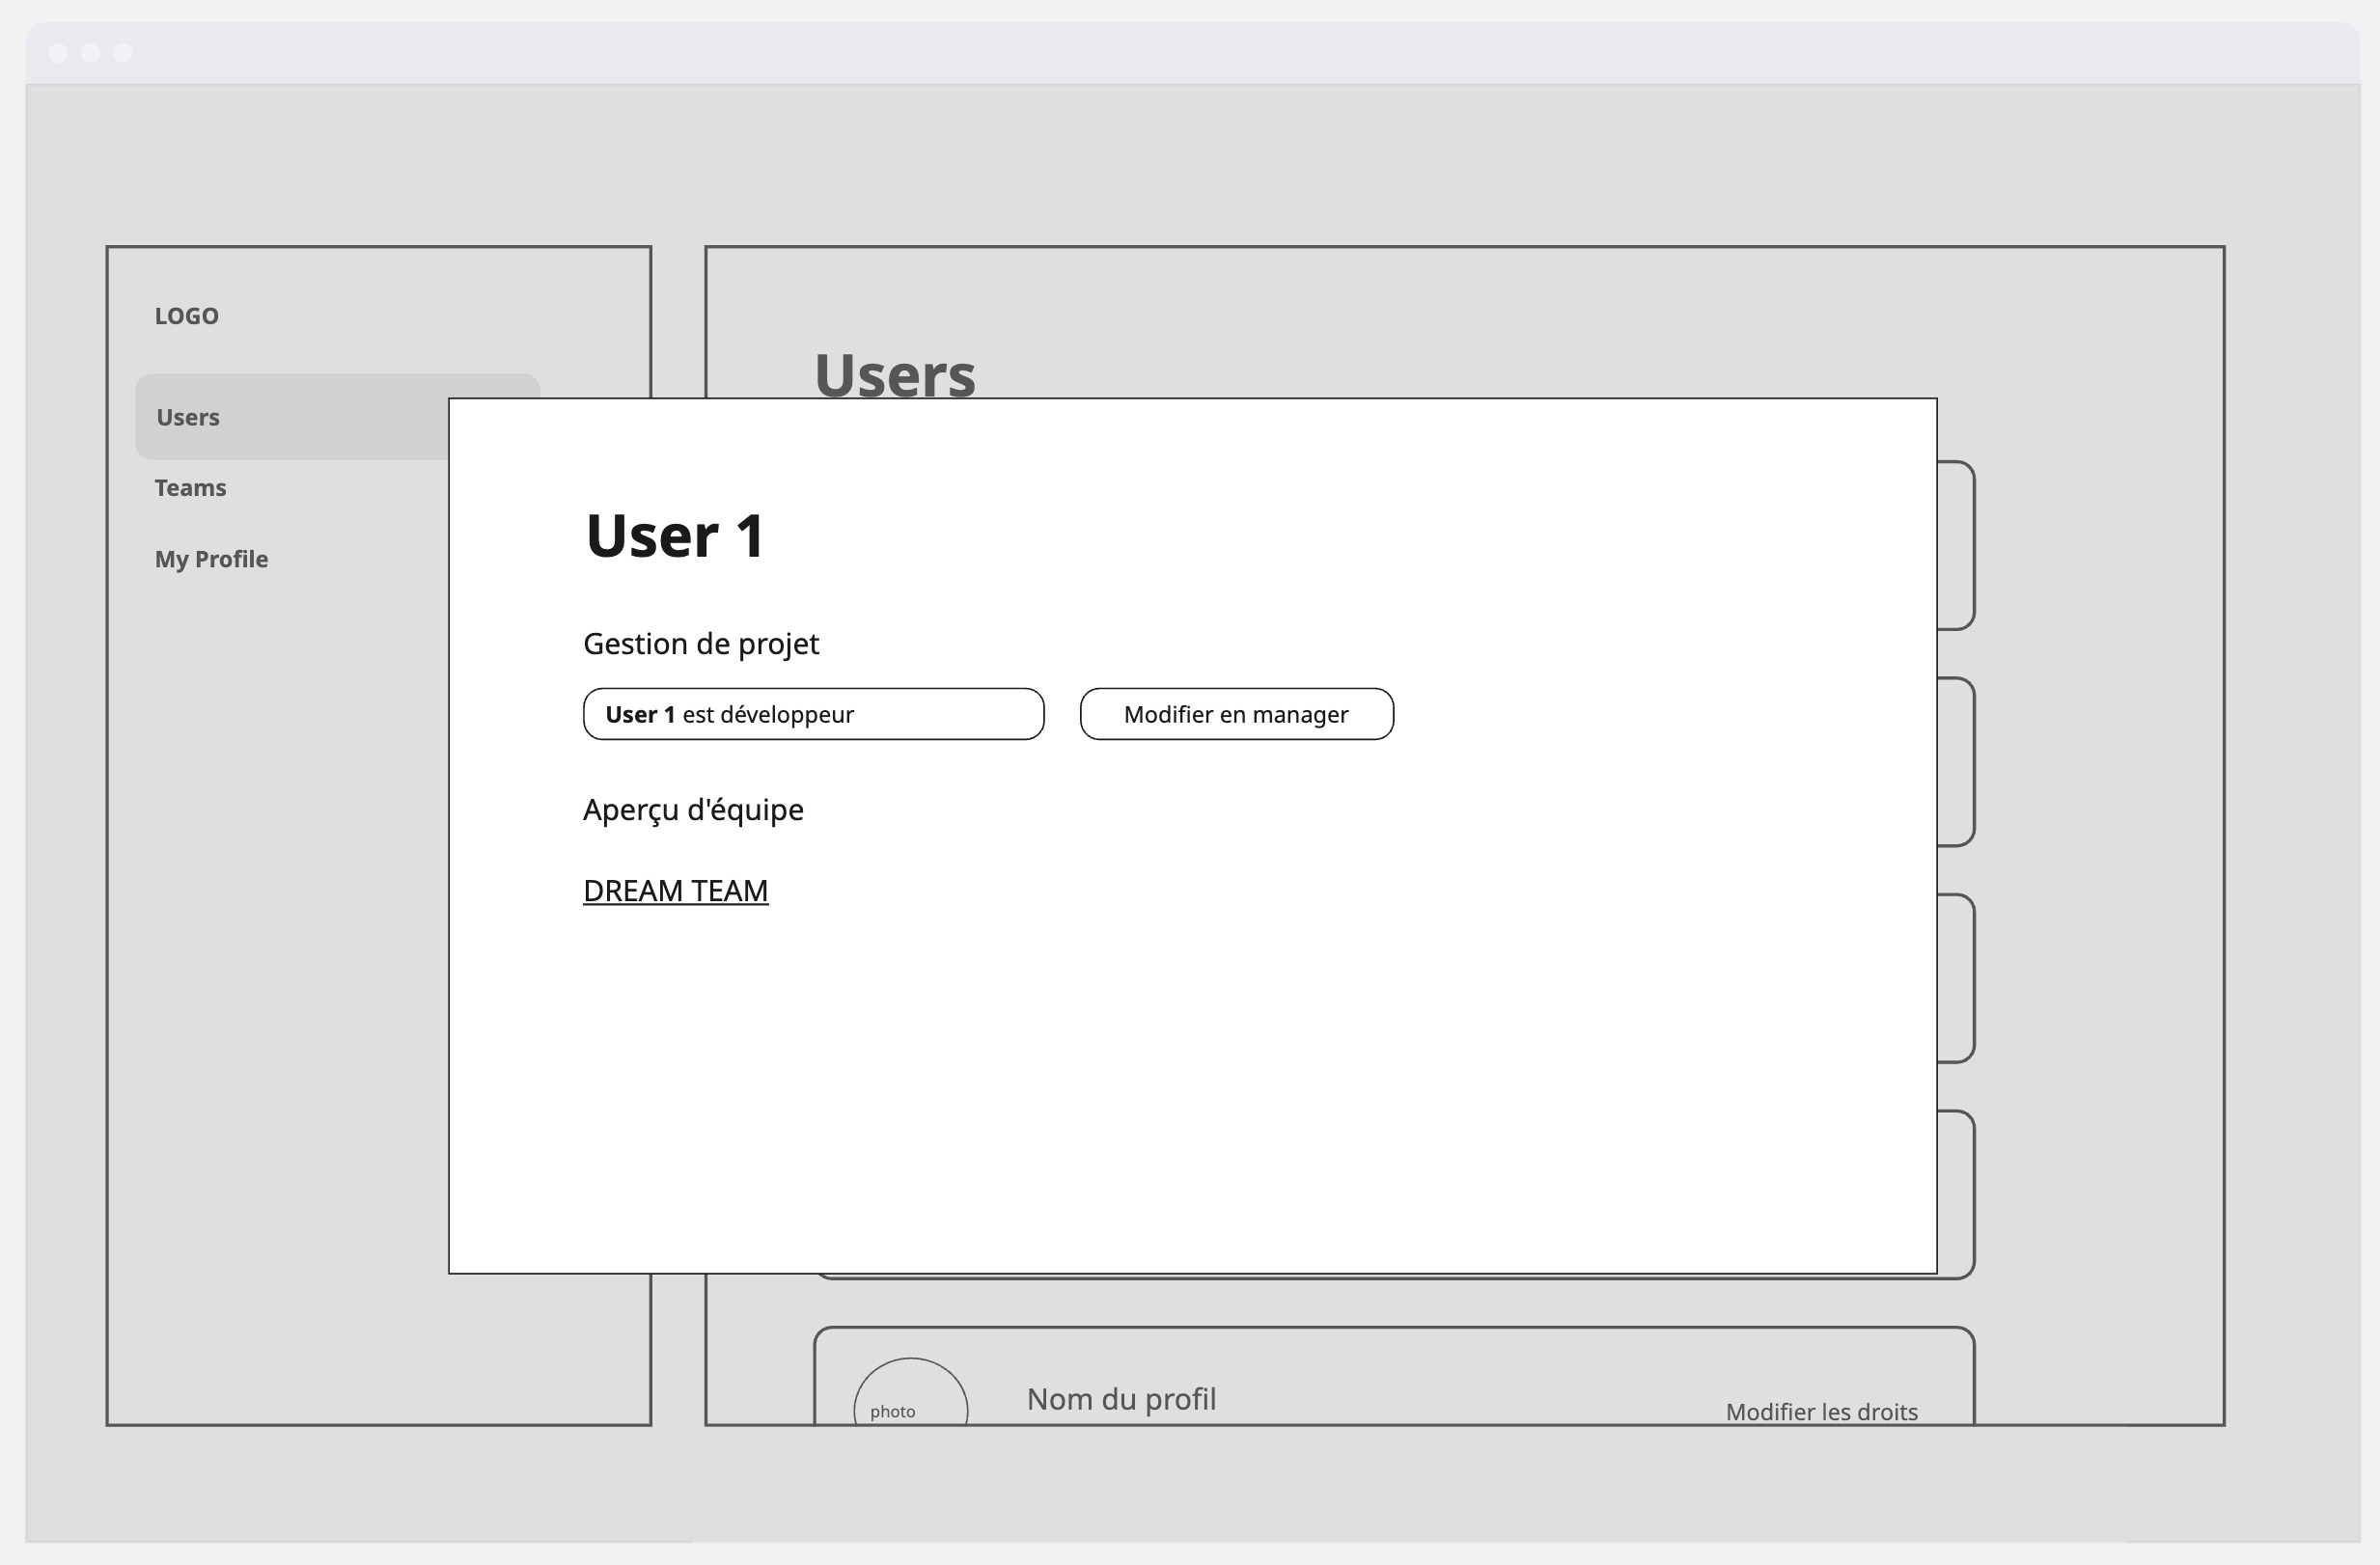 LOGO
Users
Teams
My Profile
Users
User 1
Gestion de projet
User 1 est développeur
Modifier en manager
Aperçu d'équipe
DREAM TEAM
photo
Nom du profil
Modifier les droits